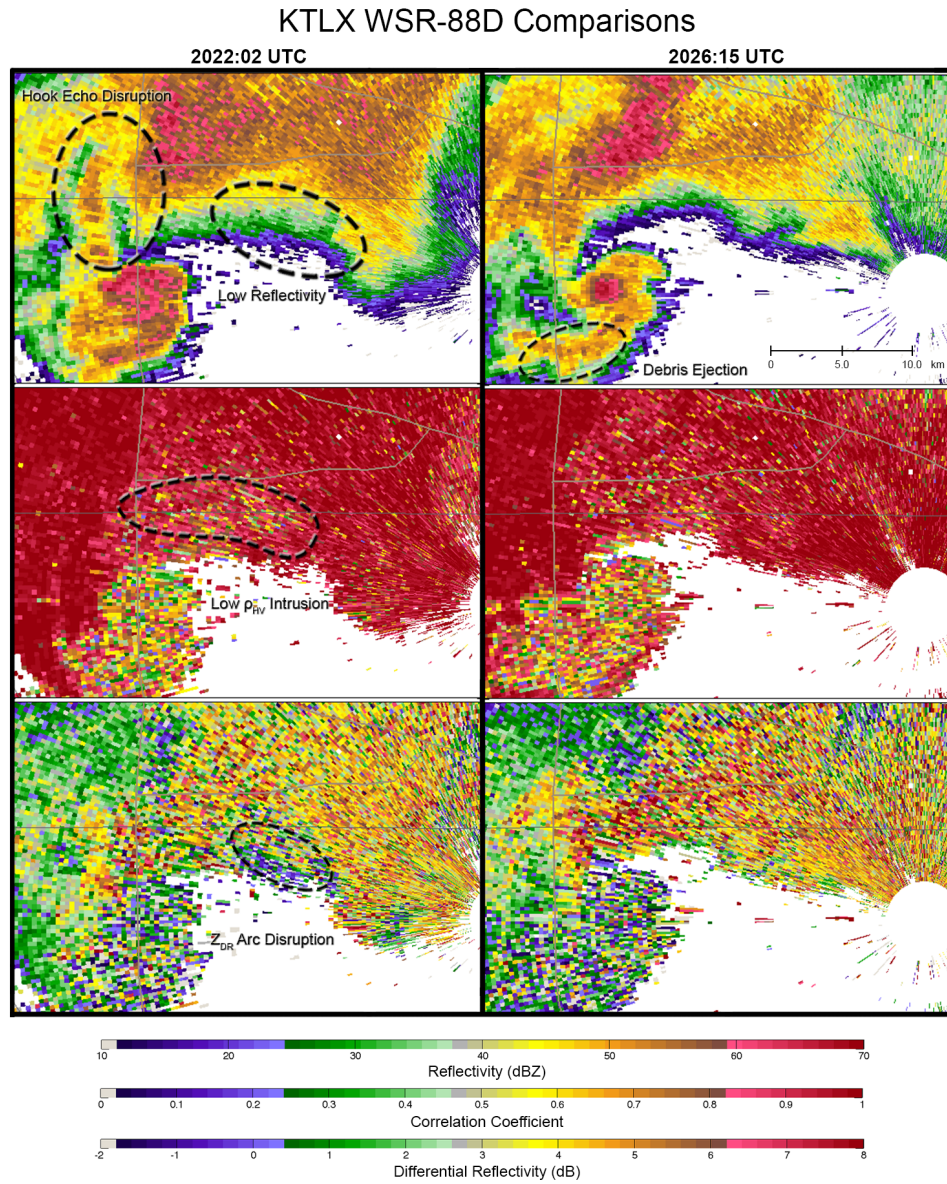 KTLX WSR-88D Comparisons
2022:02 UTC
2026:15 UTC
Hook Echo Disruption
Low Reflectivity
Debris Ejection
0 5.0 10.0 km
Low ρHV Intrusion
ZDR Arc Disruption
10 20 30 40 50 60 70
Reflectivity (dBZ)
0 0.1 0.2 0.3 0.4 0.5 0.6 0.7 0.8 0.9 1
Correlation Coefficient
-2 -1 0 1 2 3 4 5 6 7 8
Differential Reflectivity (dB)